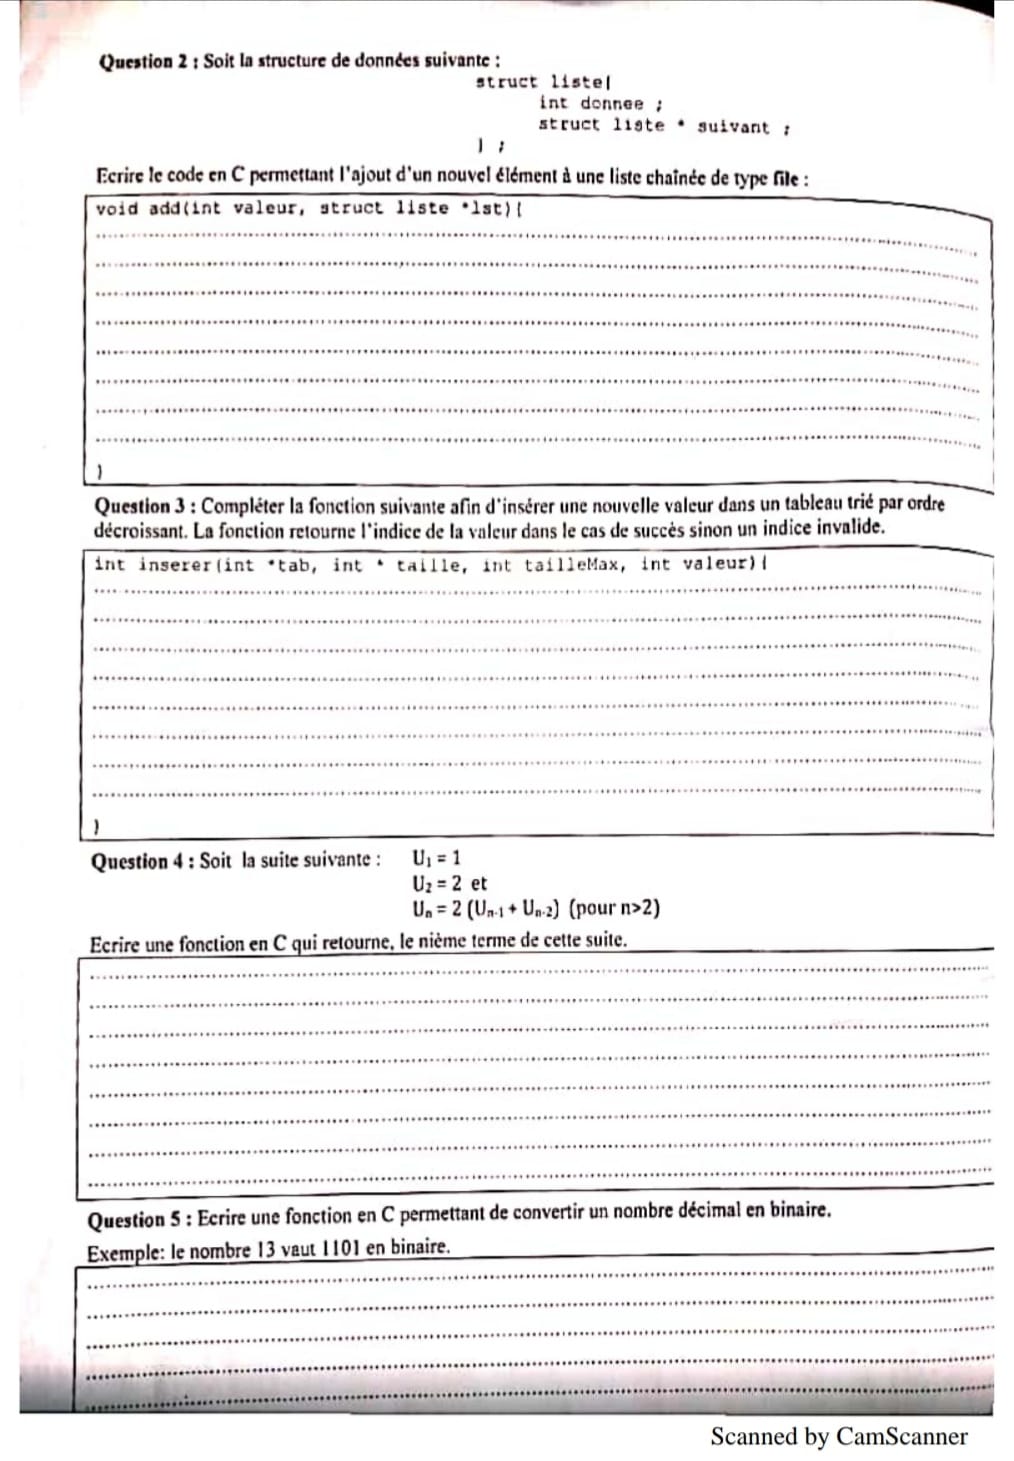 Question 2 : Soit la structure de données suivante :
struct liste{
int donnee ;
struct liste * suivant ;
} ;
Ecrire le code en C permettant l'ajout d'un nouvel élément à une liste chaînée de type file :
void add(int valeur, struct liste *lst){
}
Question 3 : Compléter la fonction suivante afin d'insérer une nouvelle valeur dans un tableau trié par ordre
décroissant. La fonction retourne l'indice de la valeur dans le cas de succès sinon un indice invalide.
int inserer(int *tab, int * taille, int tailleMax, int valeur){
}
Question 4 : Soit la suite suivante : U₁ = 1
U₂ = 2 et
Uₙ = 2 (Uₙ₋₁ + Uₙ₋₂) (pour n>2)
Ecrire une fonction en C qui retourne, le nième terme de cette suite.
Question 5 : Ecrire une fonction en C permettant de convertir un nombre décimal en binaire.
Exemple: le nombre 13 vaut 1101 en binaire.
Scanned by CamScanner